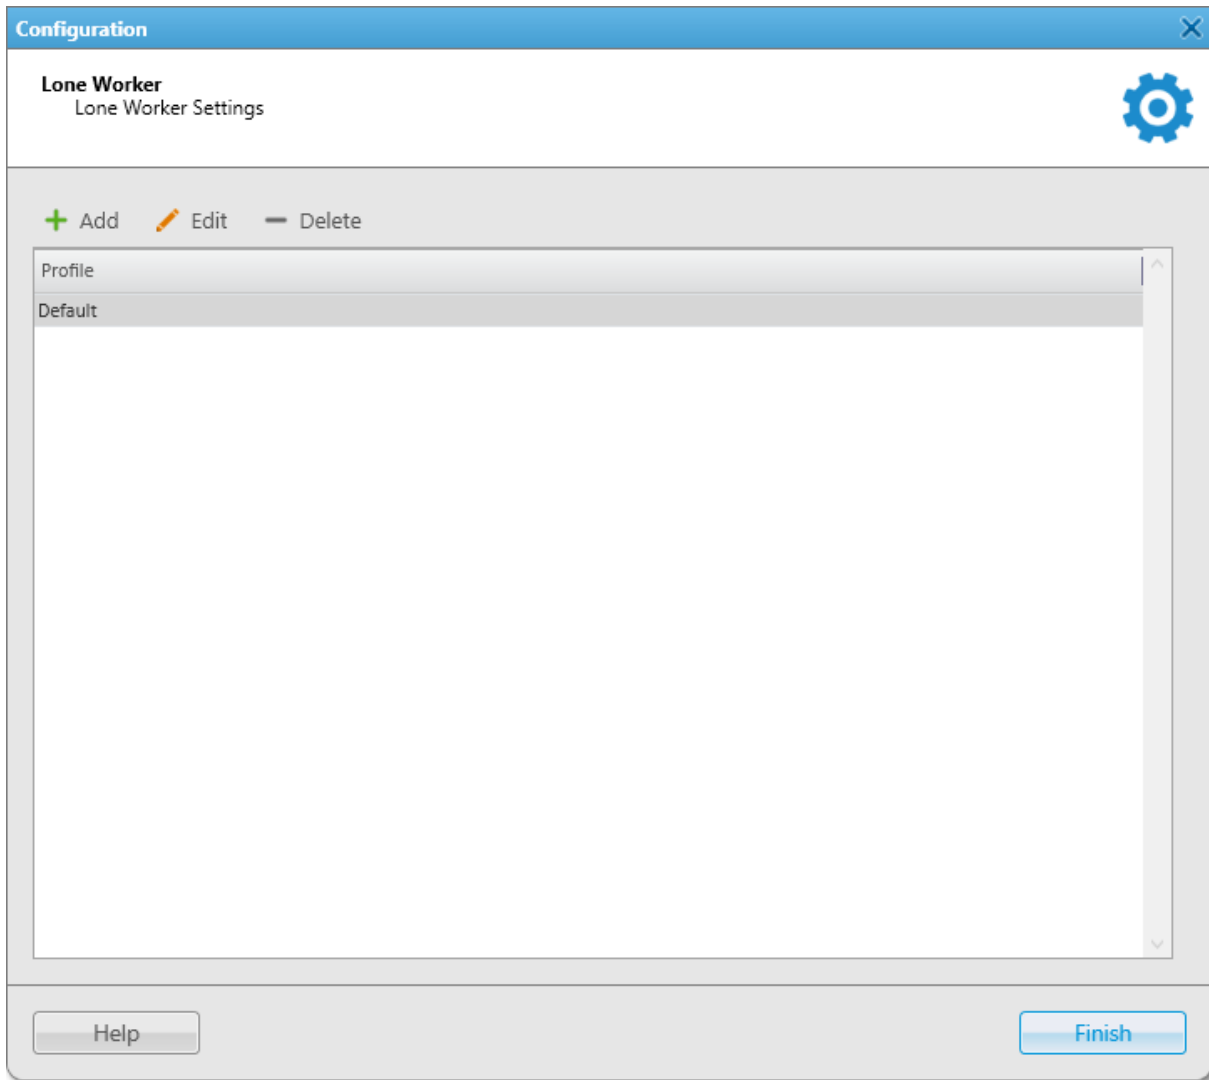 Configuration
Lone Worker
Lone Worker Settings
Add Edit Delete
Profile
Default
Help Finish